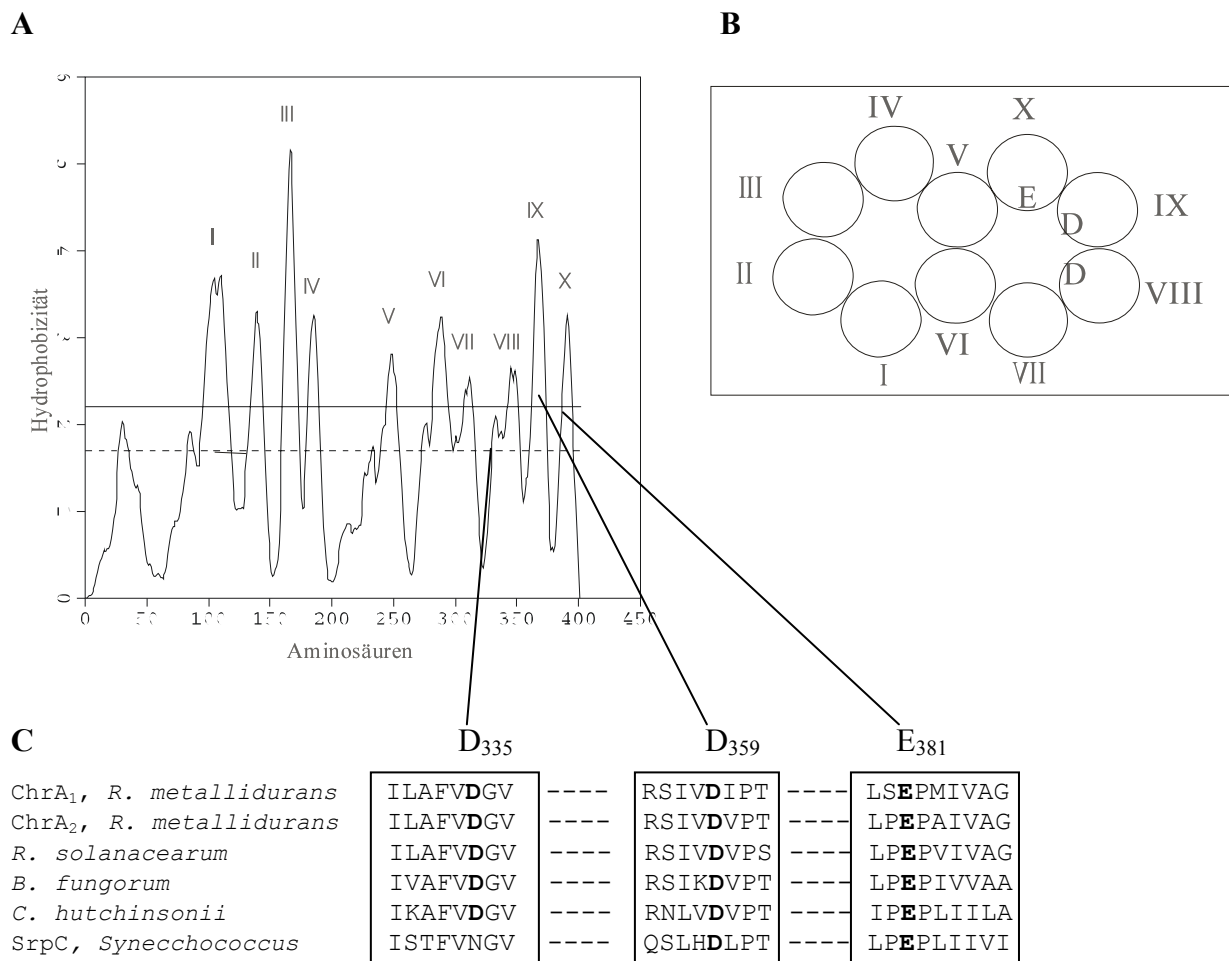 A
B
Hydrophobizität
I
II
III
IV
V
VI
VII
VIII
IX
X
0
0 50 100 150 200 250 300 350 400 450
Aminosäuren
IV
X
V
III
E
IX
D
II
D
VIII
VI
VII
I
C
D335
D359
E381
ChrA1, R. metallidurans ILAFVDGV ---- RSIVDIPT ---- LSEPMIVAG
ChrA2, R. metallidurans ILAFVDGV ---- RSIVDVPT ---- LPEPAIVAG
R. solanacearum ILAFVDGV ---- RSIVDVPS ---- LPEPVIVAG
B. fungorum IVAFVDGV ---- RSIKDVPT ---- LPEPIVVAA
C. hutchinsonii IKAFVDGV ---- RNLVDVPT ---- IPEPLIILA
SrpC, Synecchococcus ISTFVNGV ---- QSLHDLPT ---- LPEPLIIVI